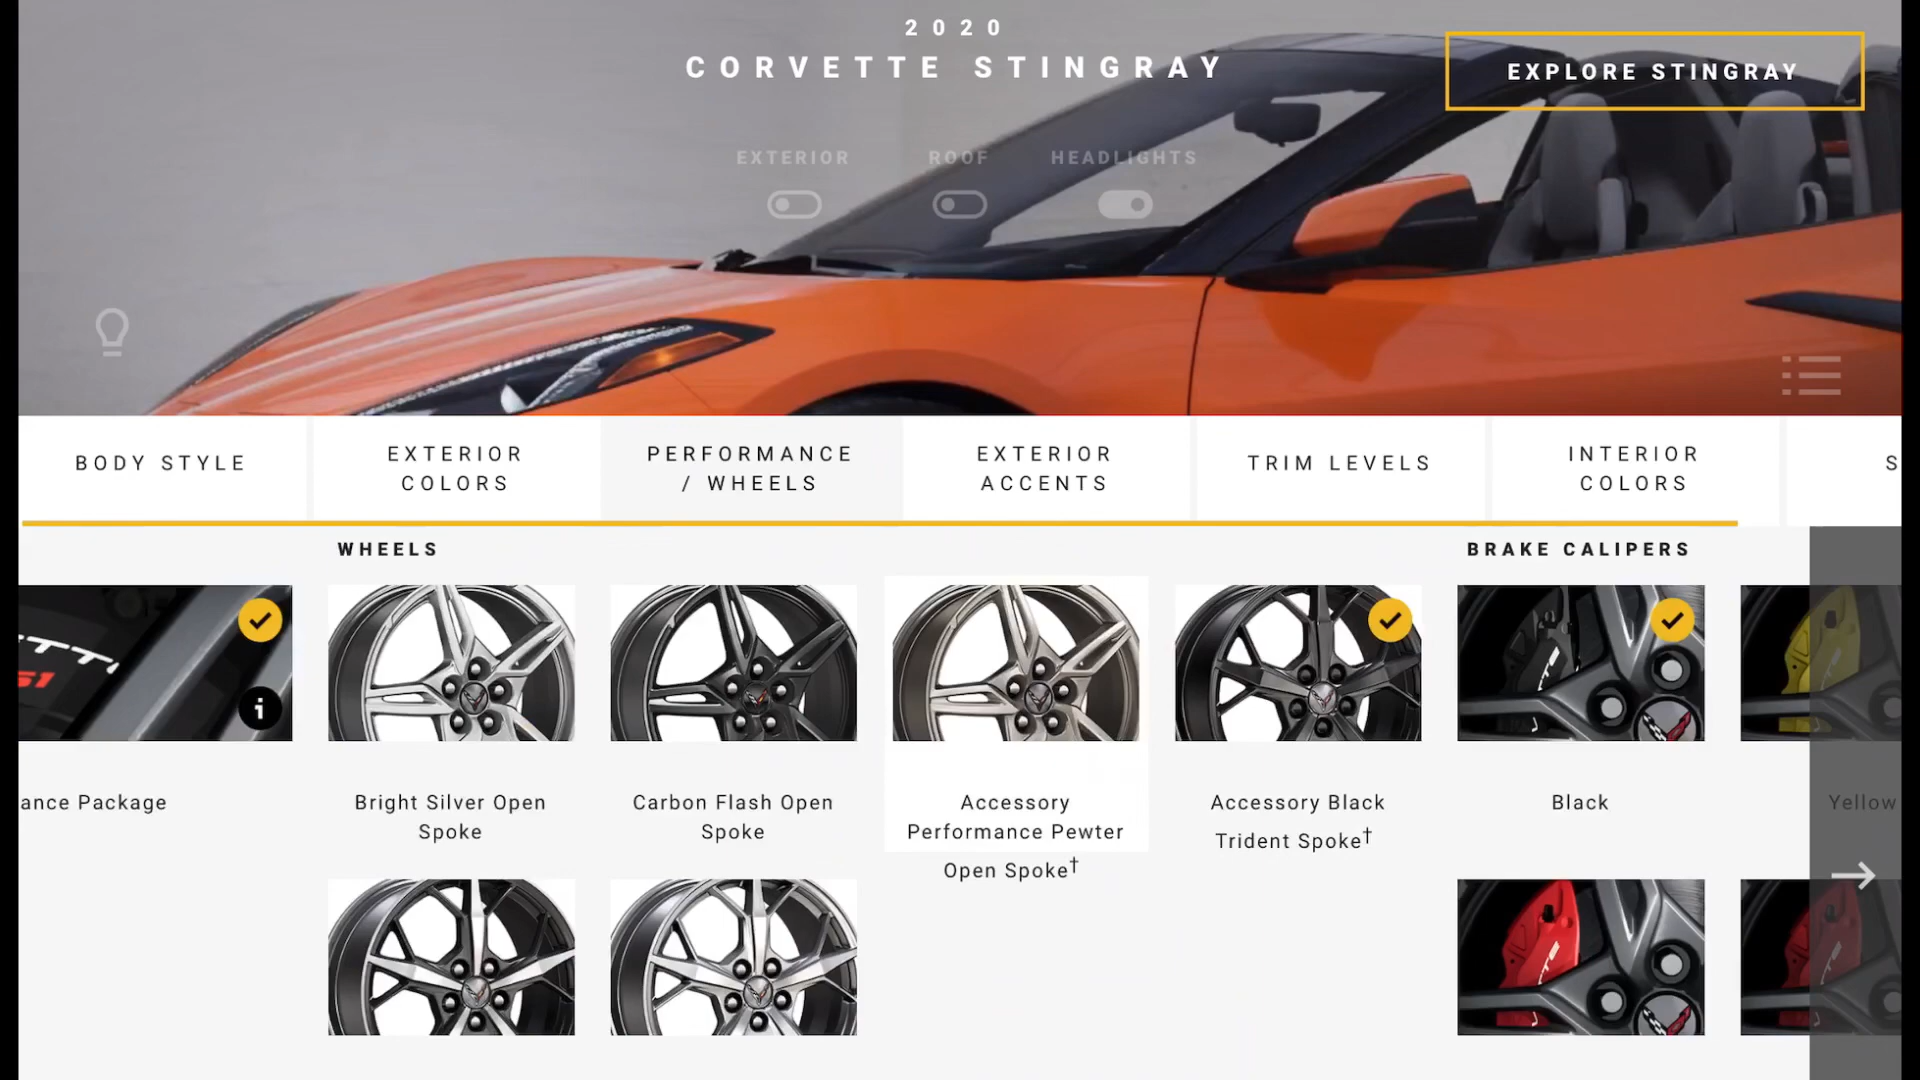 2020
CORVETTE STINGRAY
EXPLORE STINGRAY
EXTERIOR
ROOF
HEADLIGHTS
BODY STYLE
EXTERIOR
COLORS
PERFORMANCE
/ WHEELS
EXTERIOR
ACCENTS
TRIM LEVELS
INTERIOR
COLORS
S
WHEELS
BRAKE CALIPERS
ance Package
Bright Silver Open
Spoke
Carbon Flash Open
Spoke
Accessory
Performance Pewter
Open Spoke†
Accessory Black
Trident Spoke†
Black
Yellow